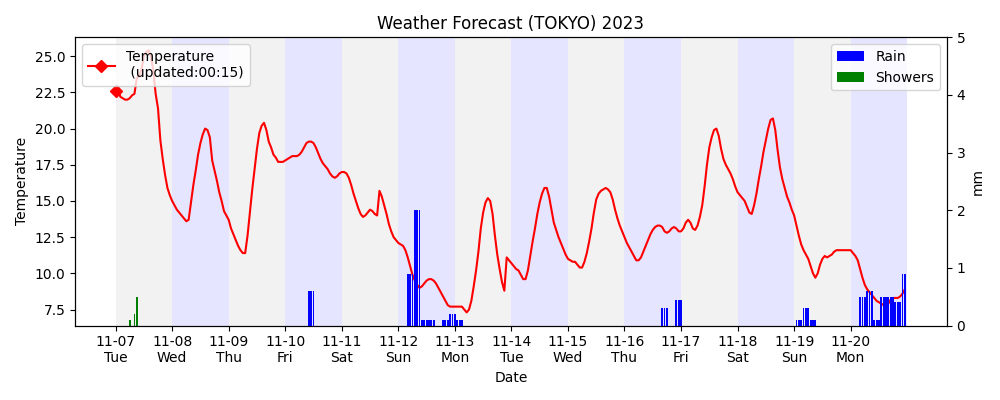 Weather Forecast (TOKYO) 2023
Temperature
(updated:00:15)
Rain
Showers
25.0
22.5
20.0
17.5
15.0
12.5
10.0
7.5
Temperature
5
4
3
2
1
0
mm
11-07 11-08 11-09 11-10 11-11 11-12 11-13 11-14 11-15 11-16 11-17 11-18 11-19 11-20
Tue Wed Thu Fri Sat Sun Mon Tue Wed Thu Fri Sat Sun Mon
Date